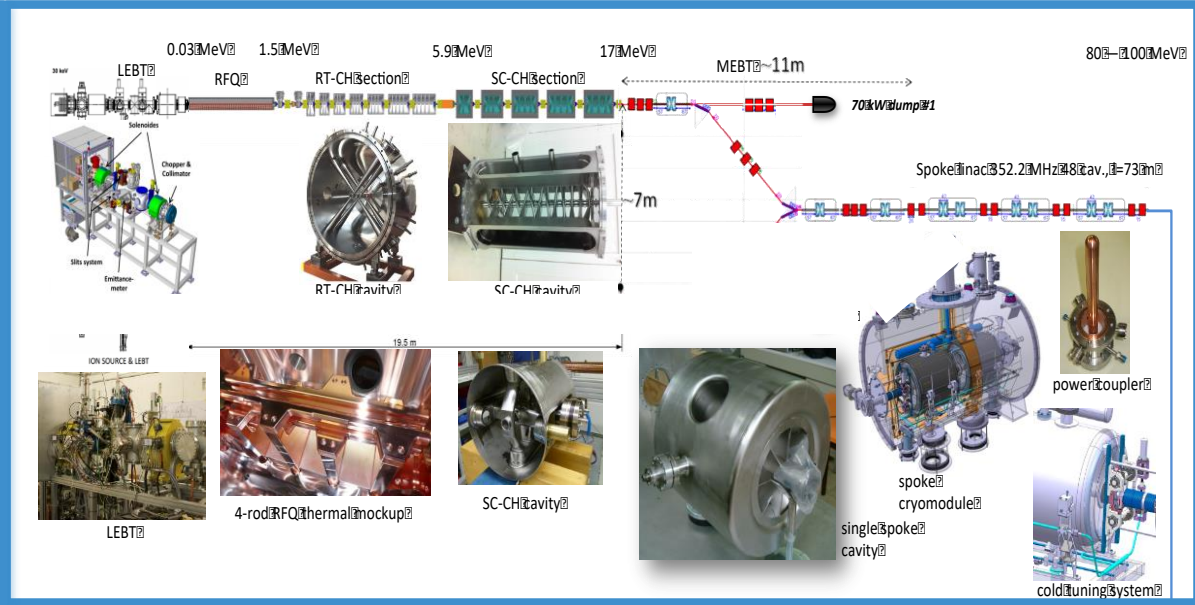 0.03 MeV
1.5 MeV
5.9 MeV
17 MeV
80 — 100 MeV
30 keV
LEBT
RFQ
RT-CH section
SC-CH section
MEBT ~11m
70 kW dump #1
Solenoides
Chopper &
Collimator
Slits system
Emittance-
meter
RT-CH cavity
SC-CH cavity
~7m
Spoke linac 352.2 MHz 48 cav., l=73 m
19.5 m
ION SOURCE & LEBT
LEBT
4-rod RFQ thermal mockup
SC-CH cavity
single spoke
cavity
spoke
cryomodule
power coupler
cold tuning system